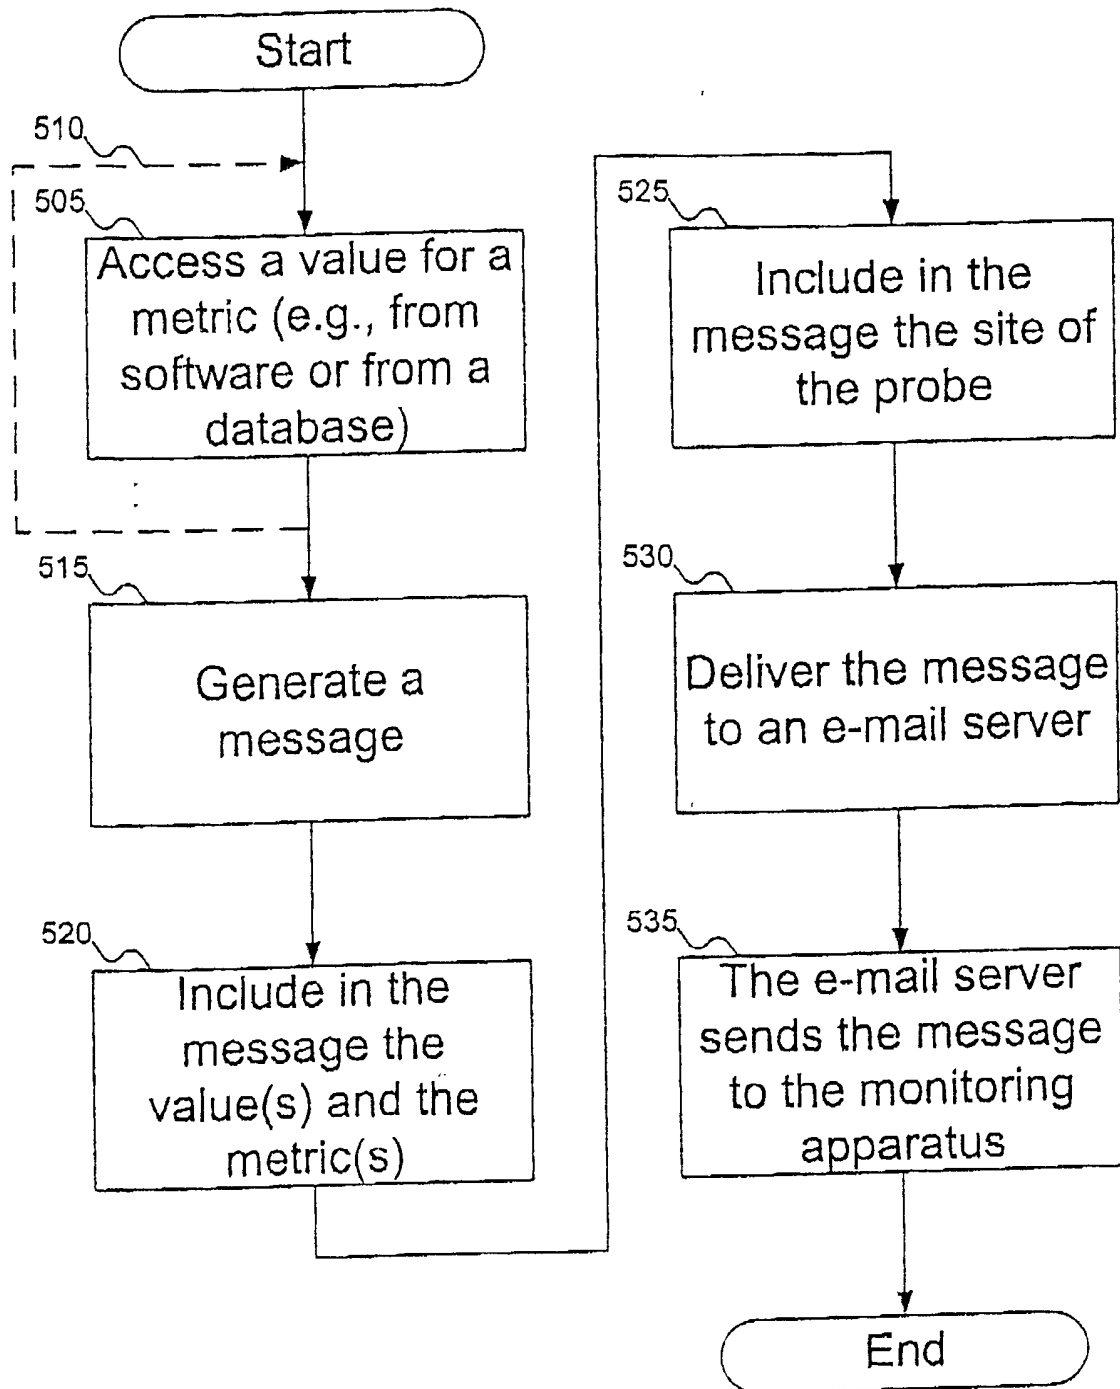 Start
510
505
Access a value for a
metric (e.g., from
software or from a
database)
515
Generate a
message
520
Include in the
message the
value(s) and the
metric(s)
525
Include in the
message the site of
the probe
530
Deliver the message
to an e-mail server
535
The e-mail server
sends the message
to the monitoring
apparatus
End